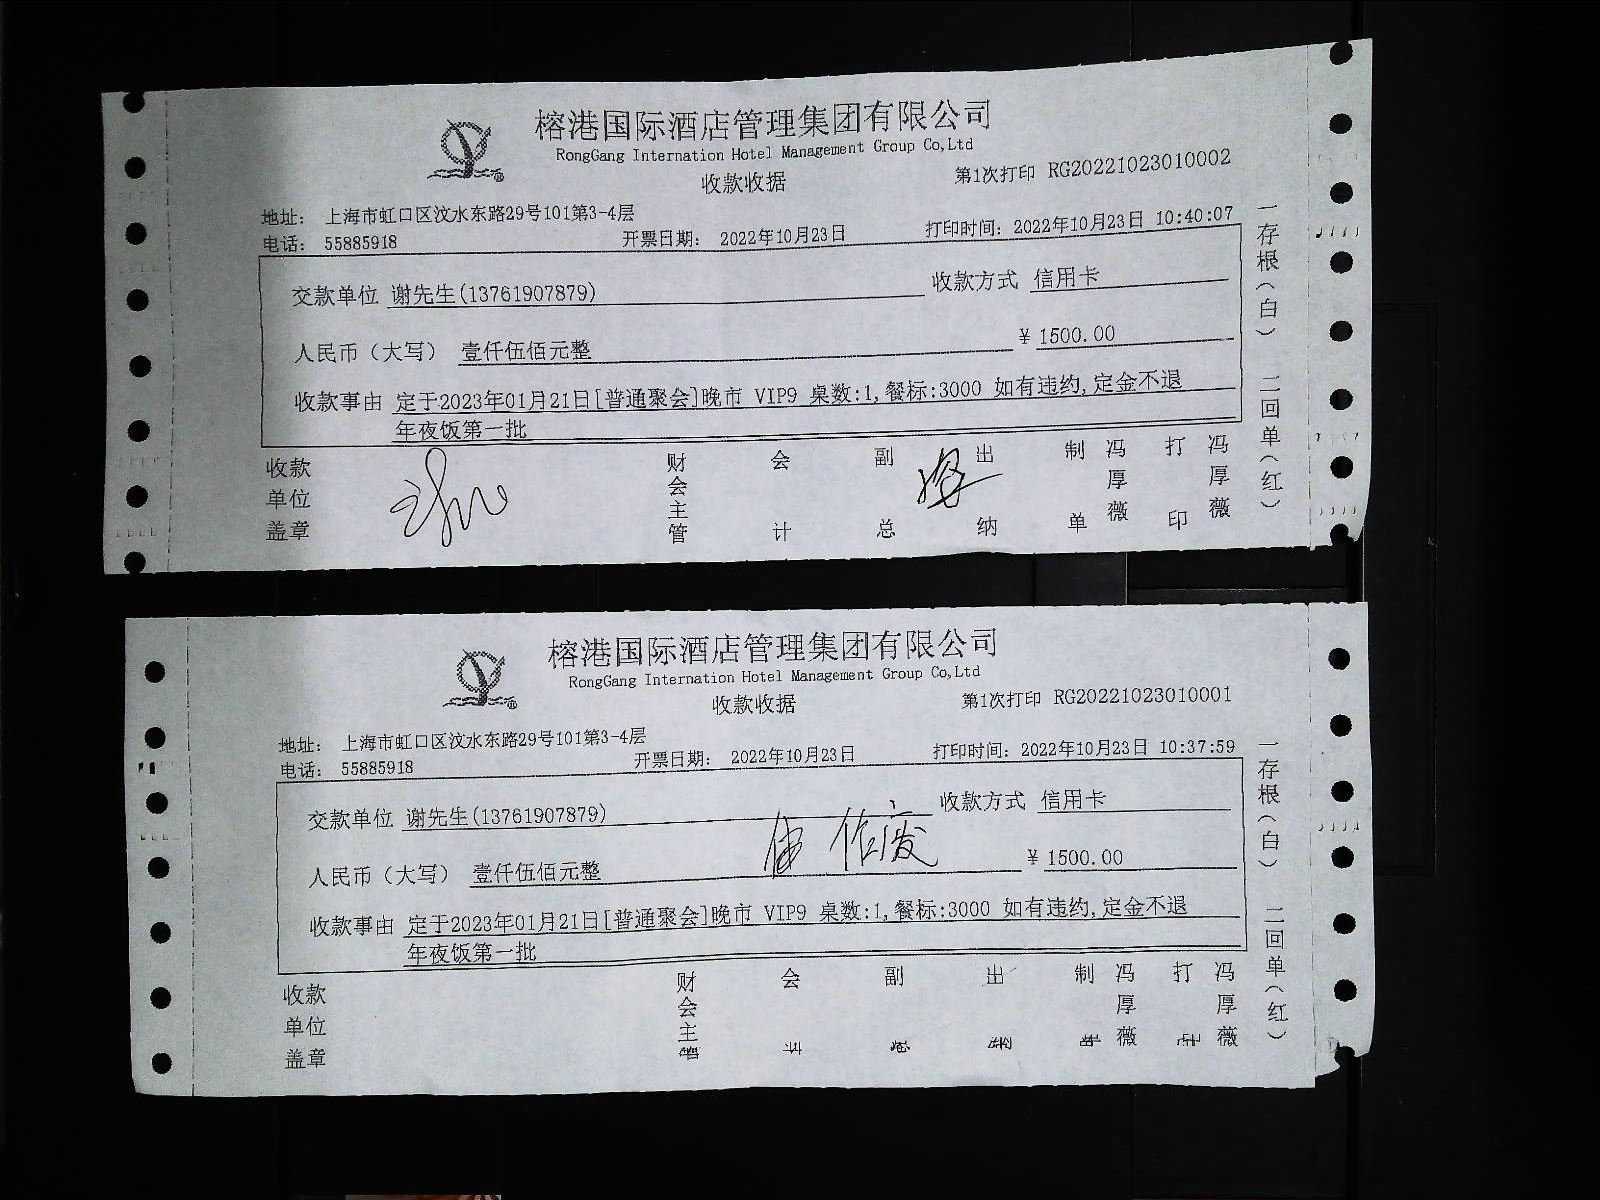 榕港国际酒店管理集团有限公司
RongGang Internation Hotel Management Group Co,Ltd
收款收据
第1次打印 RG20221023010002
地址： 上海市虹口区汶水东路29号101第3-4层
电话： 55885918 开票日期： 2022年10月23日 打印时间：2022年10月23日 10:40:07
交款单位 谢先生(13761907879) 收款方式 信用卡
人民币（大写） 壹仟伍佰元整 ¥ 1500.00
收款事由 定于2023年01月21日[普通聚会]晚市 VIP9 桌数:1,餐标:3000 如有违约,定金不退
年夜饭第一批
收款单位盖章 财会主管 会计 副总 出纳 制单 冯厚薇 打印 冯厚薇
一存根（白） 二回单（红）
榕港国际酒店管理集团有限公司
RongGang Internation Hotel Management Group Co,Ltd
收款收据
第1次打印 RG20221023010001
地址： 上海市虹口区汶水东路29号101第3-4层
电话： 55885918 开票日期： 2022年10月23日 打印时间：2022年10月23日 10:37:59
交款单位 谢先生(13761907879) 收款方式 信用卡
作废
人民币（大写） 壹仟伍佰元整 ¥ 1500.00
收款事由 定于2023年01月21日[普通聚会]晚市 VIP9 桌数:1,餐标:3000 如有违约,定金不退
年夜饭第一批
收款单位盖章 财会主管 会计 副总 出纳 制单 冯厚薇 打印 冯厚薇
一存根（白） 二回单（红）